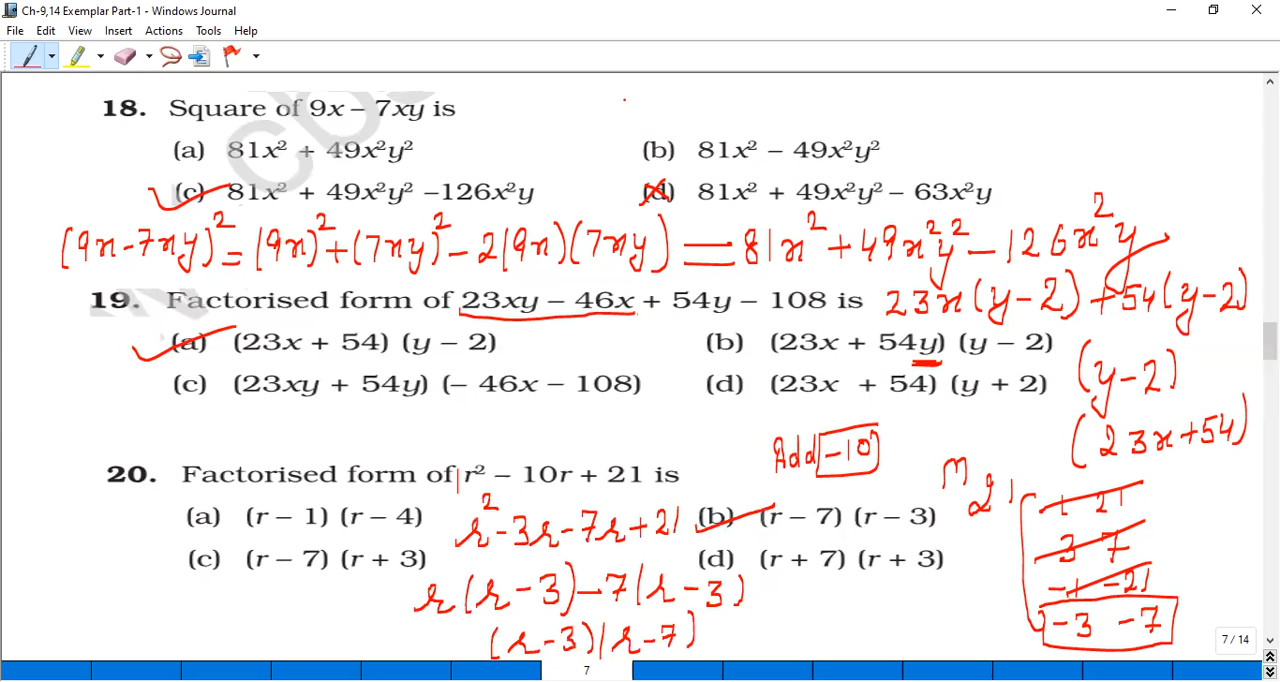 Ch-9,14 Exemplar Part-1 - Windows Journal
File Edit View Insert Actions Tools Help
18. Square of 9x – 7xy is
(a) 81x² + 49x²y² (b) 81x² – 49x²y²
(c) 81x² + 49x²y² –126x²y (d) 81x² + 49x²y² – 63x²y
(9x-7xy)² = (9x)² + (7xy)² - 2(9x)(7xy) = 81x² + 49x²y² - 126x²y
19. Factorised form of 23xy – 46x + 54y – 108 is 23x(y-2) + 54(y-2)
(a) (23x + 54) (y – 2) (b) (23x + 54y) (y – 2)
(c) (23xy + 54y) (– 46x – 108) (d) (23x + 54) (y + 2)
(y-2)
(23x+54)
Add -10
20. Factorised form of r² – 10r + 21 is
(a) (r – 1) (r – 4) (b) (r – 7) (r – 3)
(c) (r – 7) (r + 3) (d) (r + 7) (r + 3)
r²-3r-7r+21
r(r-3)-7(r-3)
(r-3)(r-7)
M 21
1 21
3 7
-1 -21
-3 -7
7 / 14
7